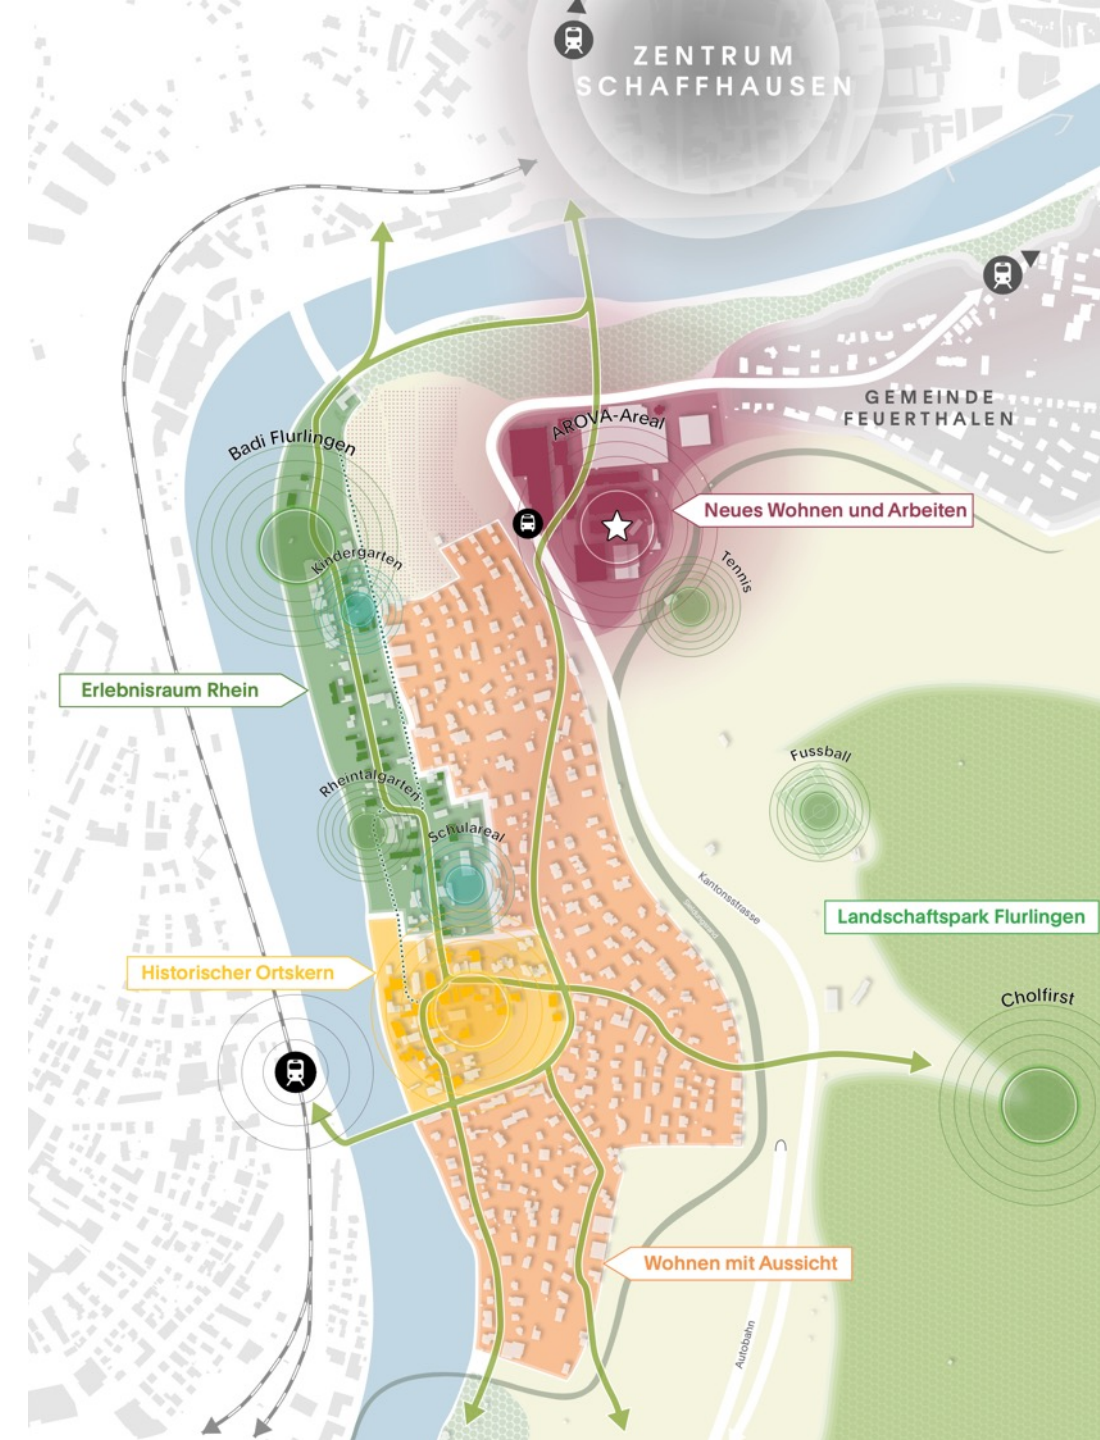 ZENTRUM
SCHAFFHAUSEN
GEMEINDE
FEUERTHALEN
AROVA-Areal
Badi Flurlingen
Neues Wohnen und Arbeiten
Kindergarten
Tennis
Erlebnisraum Rhein
Fussball
Rheintalgarten
Schulareal
Kantonsstrasse
Landschaftspark Flurlingen
Historischer Ortskern
Cholfirst
Wohnen mit Aussicht
Autobahn